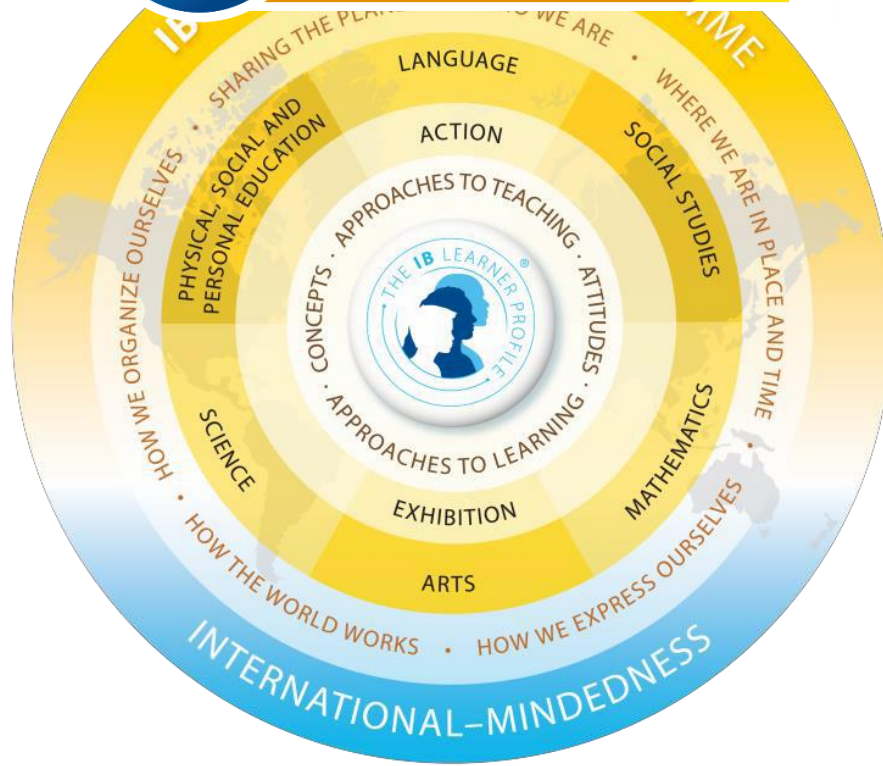 IB
SHARING THE
WE ARE
WHERE WE ARE IN PLACE AND TIME
HOW WE EXPRESS OURSELVES
HOW THE WORLD WORKS
HOW WE ORGANIZE OURSELVES
LANGUAGE
SOCIAL STUDIES
MATHEMATICS
ARTS
SCIENCE
PHYSICAL, SOCIAL AND
PERSONAL EDUCATION
ACTION
EXHIBITION
APPROACHES TO TEACHING · ATTITUDES · APPROACHES TO LEARNING · CONCEPTS ·
· THE IB LEARNER PROFILE · ®
INTERNATIONAL–MINDEDNESS